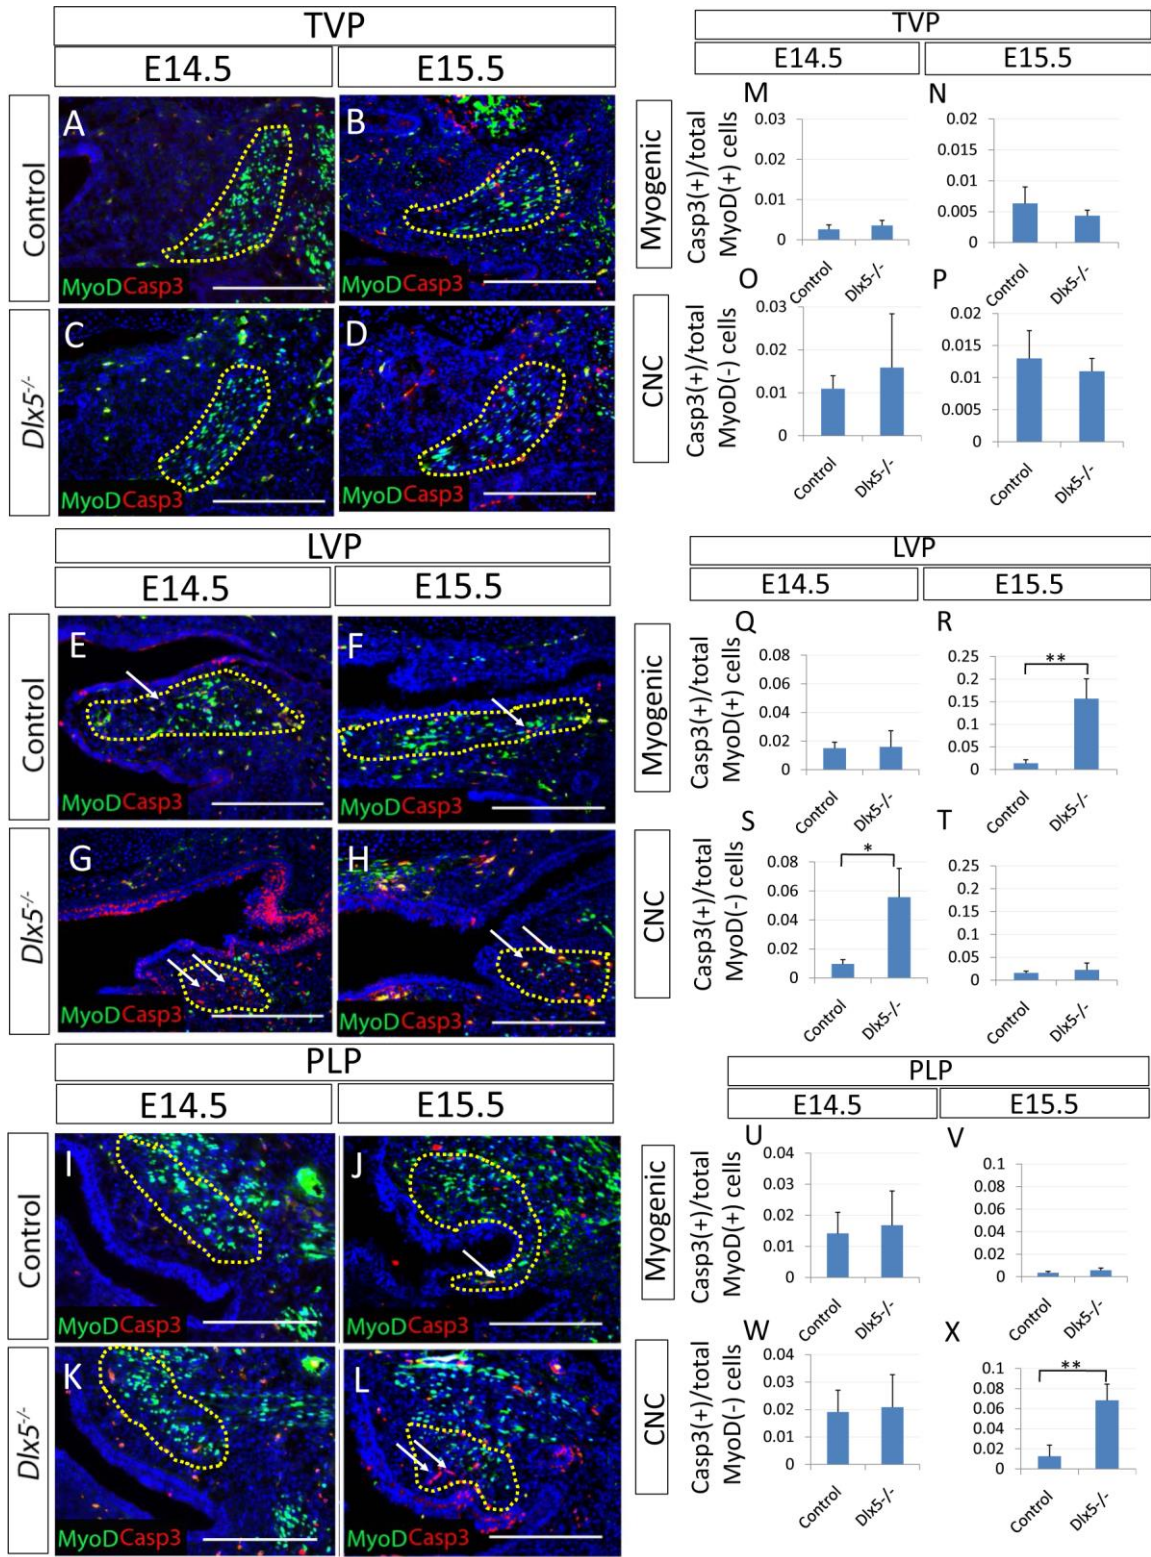 TVP
E14.5 E15.5
Control
A
MyoD Casp3
B
MyoD Casp3
Dlx5-/-
C
MyoD Casp3
D
MyoD Casp3
TVP
E14.5 E15.5
Myogenic
Casp3(+)/total
MyoD(+) cells
M
0.03
0.03
0.02
0.01
0
Control Dlx5-/-
N
0.02
0.015
0.01
0.005
0
Control Dlx5-/-
CNC
Casp3(+)/total
MyoD(-) cells
O
0.03
0.02
0.01
0
Control Dlx5-/-
P
0.02
0.015
0.01
0.005
0
Control Dlx5-/-
LVP
E14.5 E15.5
Control
E
MyoD Casp3
F
MyoD Casp3
Dlx5-/-
G
MyoD Casp3
H
MyoD Casp3
LVP
E14.5 E15.5
Myogenic
Casp3(+)/total
MyoD(+) cells
Q
0.08
0.06
0.04
0.02
0
Control Dlx5-/-
R
0.25
0.2
0.15
0.1
0.05
0
**
Control Dlx5-/-
CNC
Casp3(+)/total
MyoD(-) cells
S
0.08
0.06
0.04
0.02
0
*
Control Dlx5-/-
T
0.25
0.2
0.15
0.1
0.05
0
Control Dlx5-/-
PLP
E14.5 E15.5
Control
I
MyoD Casp3
J
MyoD Casp3
Dlx5-/-
K
MyoD Casp3
L
MyoD Casp3
PLP
E14.5 E15.5
Myogenic
Casp3(+)/total
MyoD(+) cells
U
0.04
0.03
0.02
0.01
0
Control Dlx5-/-
V
0.1
0.08
0.06
0.04
0.02
0
Control Dlx5-/-
CNC
Casp3(+)/total
MyoD(-) cells
W
0.04
0.03
0.02
0.01
0
Control Dlx5-/-
X
0.1
0.08
0.06
0.04
0.02
0
**
Control Dlx5-/-